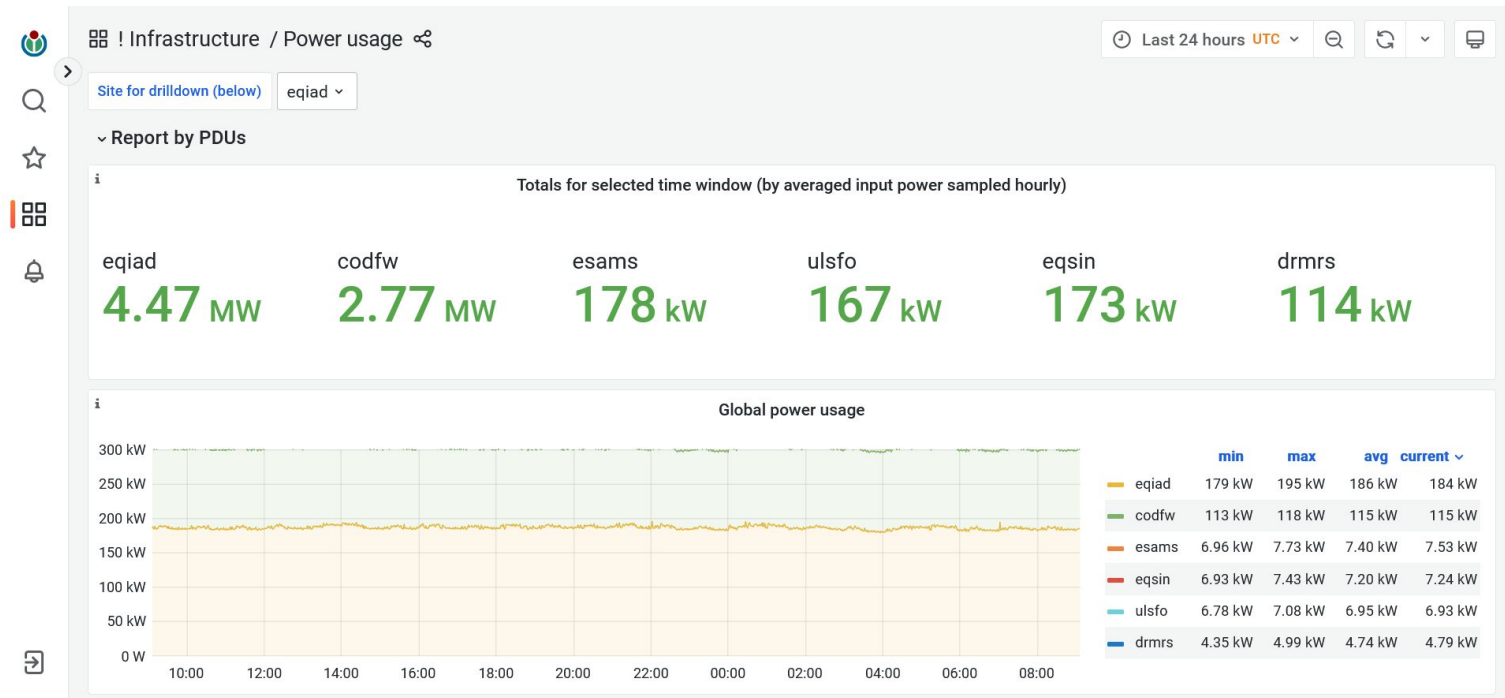 ! Infrastructure / Power usage
Last 24 hours UTC
Site for drilldown (below) eqiad
Report by PDUs
Totals for selected time window (by averaged input power sampled hourly)
eqiad codfw esams ulsfo eqsin drmrs
4.47 MW 2.77 MW 178 kW 167 kW 173 kW 114 kW
Global power usage
300 kW
250 kW
200 kW
150 kW
100 kW
50 kW
0 W
10:00 12:00 14:00 16:00 18:00 20:00 22:00 00:00 02:00 04:00 06:00 08:00
min max avg current
eqiad 179 kW 195 kW 186 kW 184 kW
codfw 113 kW 118 kW 115 kW 115 kW
esams 6.96 kW 7.73 kW 7.40 kW 7.53 kW
eqsin 6.93 kW 7.43 kW 7.20 kW 7.24 kW
ulsfo 6.78 kW 7.08 kW 6.95 kW 6.93 kW
drmrs 4.35 kW 4.99 kW 4.74 kW 4.79 kW